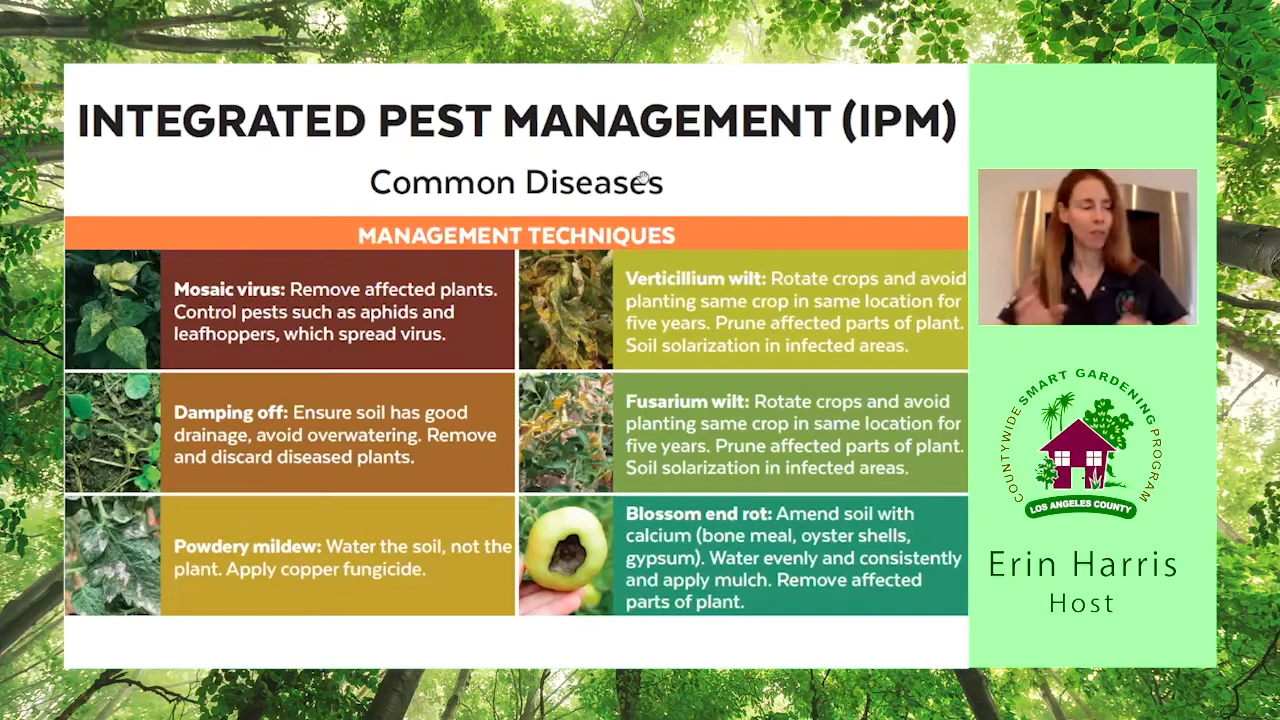 INTEGRATED PEST MANAGEMENT (IPM)
Common Diseases
MANAGEMENT TECHNIQUES
Mosaic virus: Remove affected plants.
Control pests such as aphids and
leafhoppers, which spread virus.
Verticillium wilt: Rotate crops and avoid
planting same crop in same location for
five years. Prune affected parts of plant.
Soil solarization in infected areas.
Damping off: Ensure soil has good
drainage, avoid overwatering. Remove
and discard diseased plants.
Fusarium wilt: Rotate crops and avoid
planting same crop in same location for
five years. Prune affected parts of plant.
Soil solarization in infected areas.
Powdery mildew: Water the soil, not the
plant. Apply copper fungicide.
Blossom end rot: Amend soil with
calcium (bone meal, oyster shells,
gypsum). Water evenly and consistently
and apply mulch. Remove affected
parts of plant.
COUNTYWIDE SMART GARDENING PROGRAM
LOS ANGELES COUNTY
Erin Harris
Host